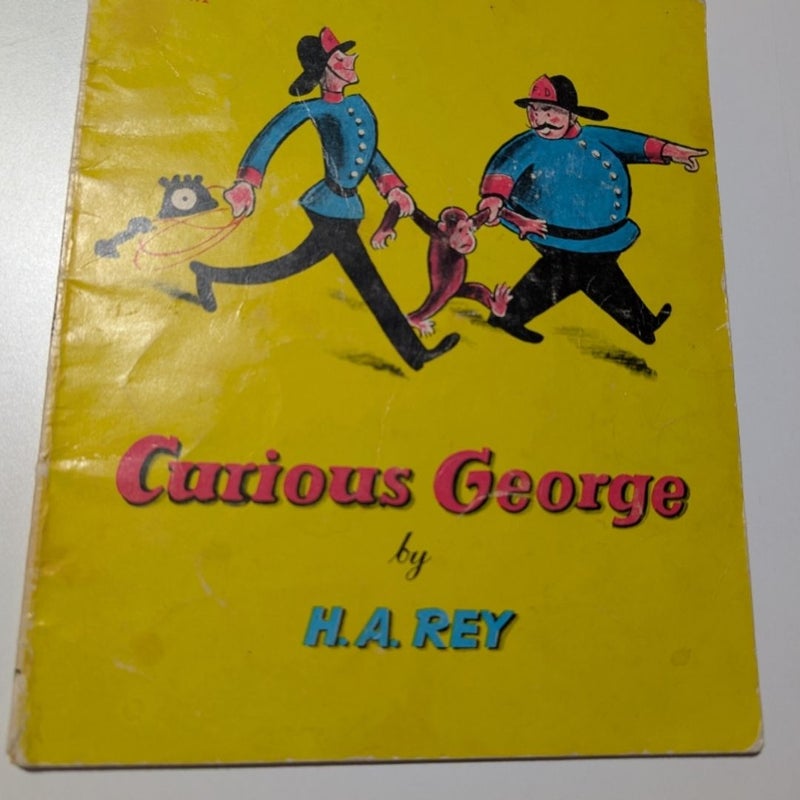 F.D
Curious George
by
H. A. REY